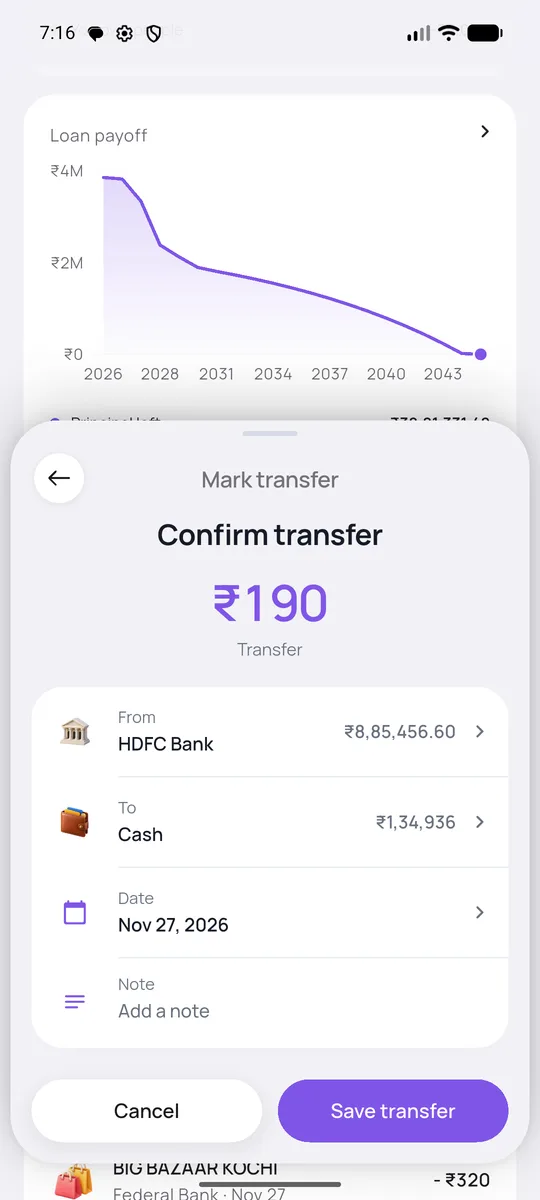 7:16
Loan payoff
₹4M
₹2M
₹0
2026 2028 2031 2034 2037 2040 2043
Mark transfer
Confirm transfer
₹190
Transfer
From
HDFC Bank
₹8,85,456.60
To
Cash
₹1,34,936
Date
Nov 27, 2026
Note
Add a note
Cancel
Save transfer
BIG BAZAAR KOCHI
Federal Bank · Nov 27
- ₹320